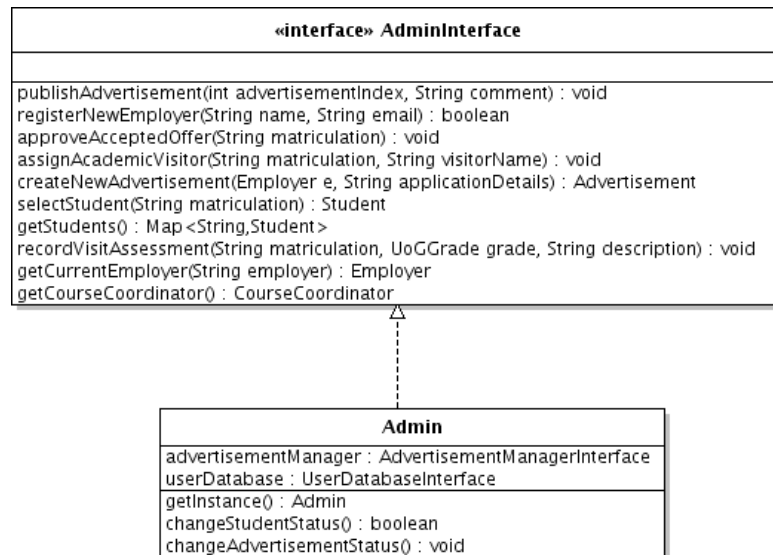 «interface» AdminInterface
publishAdvertisement(int advertisementIndex, String comment) : void
registerNewEmployer(String name, String email) : boolean
approveAcceptedOffer(String matriculation) : void
assignAcademicVisitor(String matriculation, String visitorName) : void
createNewAdvertisement(Employer e, String applicationDetails) : Advertisement
selectStudent(String matriculation) : Student
getStudents() : Map<String,Student>
recordVisitAssessment(String matriculation, UoGGrade grade, String description) : void
getCurrentEmployer(String employer) : Employer
getCourseCoordinator() : CourseCoordinator
Admin
advertisementManager : AdvertisementManagerInterface
userDatabase : UserDatabaseInterface
getInstance() : Admin
changeStudentStatus() : boolean
changeAdvertisementStatus() : void